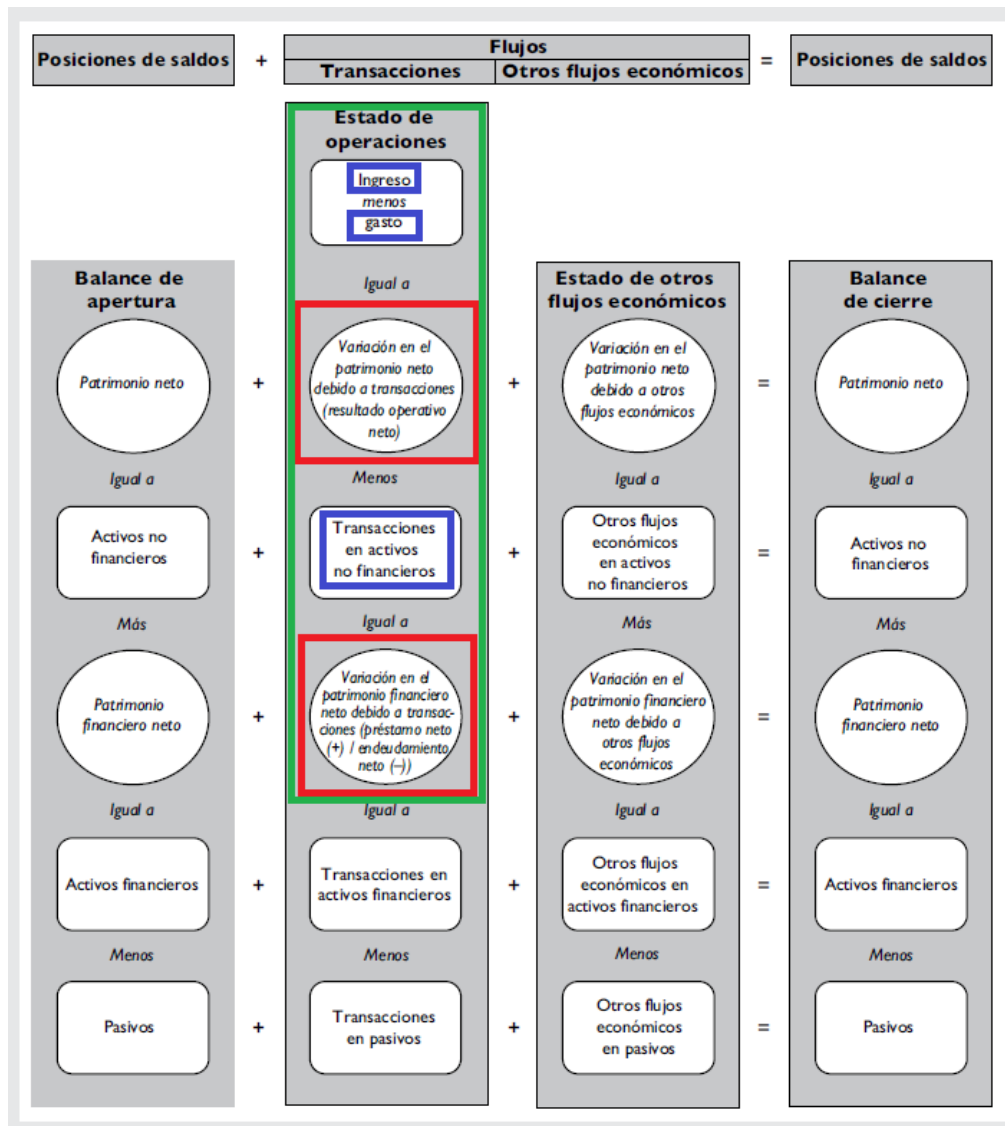 Posiciones de saldos
+
Flujos
Transacciones
Otros flujos económicos
=
Posiciones de saldos
Estado de
operaciones
Ingreso
menos
gasto
Igual a
Balance de
apertura
Estado de otros
flujos económicos
Balance
de cierre
Patrimonio neto
+
Variación en el
patrimonio neto
debido a transacciones
(resultado operativo
neto)
+
Variación en el
patrimonio neto
debido a otros
flujos económicos
=
Patrimonio neto
Igual a
Menos
Igual a
Igual a
Activos no
financieros
+
Transacciones
en activos
no financieros
+
Otros flujos
económicos
en activos
no financieros
=
Activos no
financieros
Más
Igual a
Más
Más
Patrimonio
financiero neto
+
Variación en el
patrimonio financiero
neto debido a transac-
ciones (préstamo neto
(+) / endeudamiento
neto (–))
+
Variación en el
patrimonio financiero
neto debido a
otros flujos
económicos
=
Patrimonio
financiero neto
Igual a
Igual a
Igual a
Igual a
Activos financieros
+
Transacciones en
activos financieros
+
Otros flujos
económicos en
activos financieros
=
Activos financieros
Menos
Menos
Menos
Menos
Pasivos
+
Transacciones
en pasivos
+
Otros flujos
económicos
en pasivos
=
Pasivos